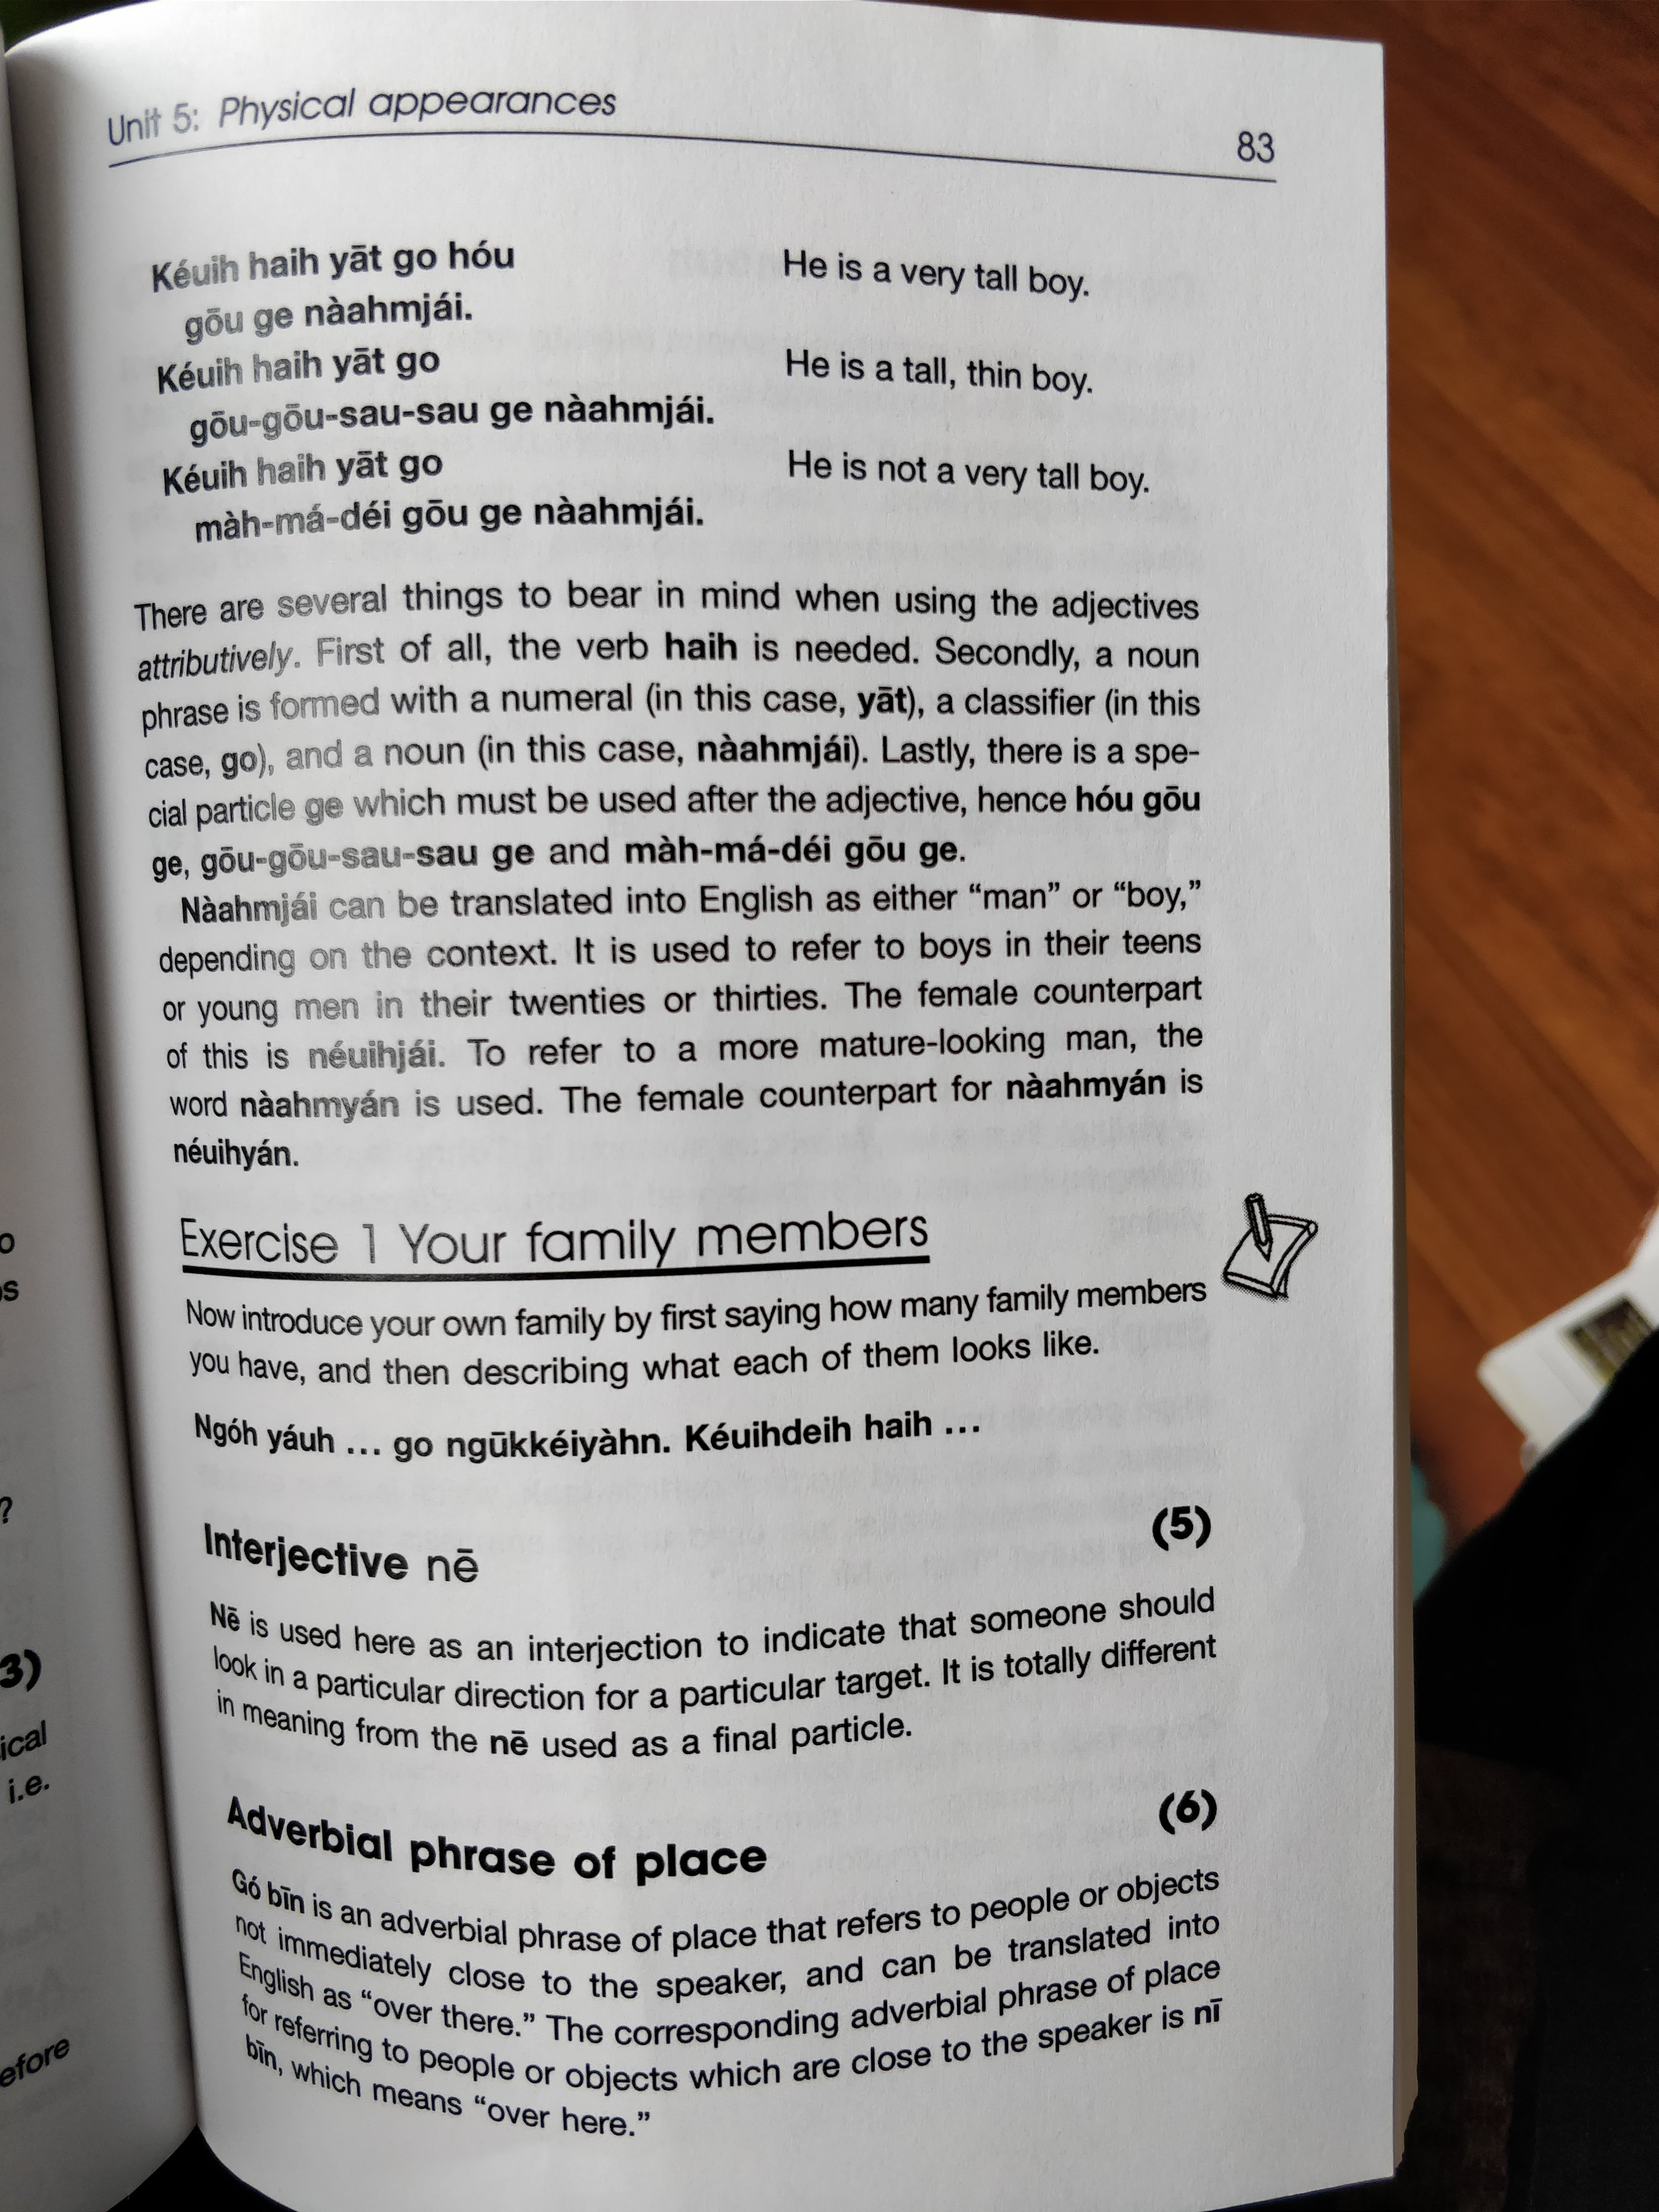 Unit 5: Physical appearances
83
Kéuih haih yāt go hóu
gōu ge nàahmjái.
He is a very tall boy.
Kéuih haih yāt go
gōu-gōu-sau-sau ge nàahmjái.
He is a tall, thin boy.
Kéuih haih yāt go
màh-má-déi gōu ge nàahmjái.
He is not a very tall boy.
There are several things to bear in mind when using the adjectives
attributively. First of all, the verb haih is needed. Secondly, a noun
phrase is formed with a numeral (in this case, yāt), a classifier (in this
case, go), and a noun (in this case, nàahmjái). Lastly, there is a spe-
cial particle ge which must be used after the adjective, hence hóu gōu
ge, gōu-gōu-sau-sau ge and màh-má-déi gōu ge.
Nàahmjái can be translated into English as either “man” or “boy,”
depending on the context. It is used to refer to boys in their teens
or young men in their twenties or thirties. The female counterpart
of this is néuihjái. To refer to a more mature-looking man, the
word nàahmyán is used. The female counterpart for nàahmyán is
néuihyán.
Exercise 1 Your family members
Now introduce your own family by first saying how many family members
you have, and then describing what each of them looks like.
Ngóh yáuh ... go ngūkkéiyàhn. Kéuihdeih haih ...
Interjective nē
(5)
Nē is used here as an interjection to indicate that someone should
look in a particular direction for a particular target. It is totally different
in meaning from the nē used as a final particle.
Adverbial phrase of place
(6)
Gó bīn is an adverbial phrase of place that refers to people or objects
not immediately close to the speaker, and can be translated into
English as “over there.” The corresponding adverbial phrase of place
for referring to people or objects which are close to the speaker is nī
bīn, which means “over here.”